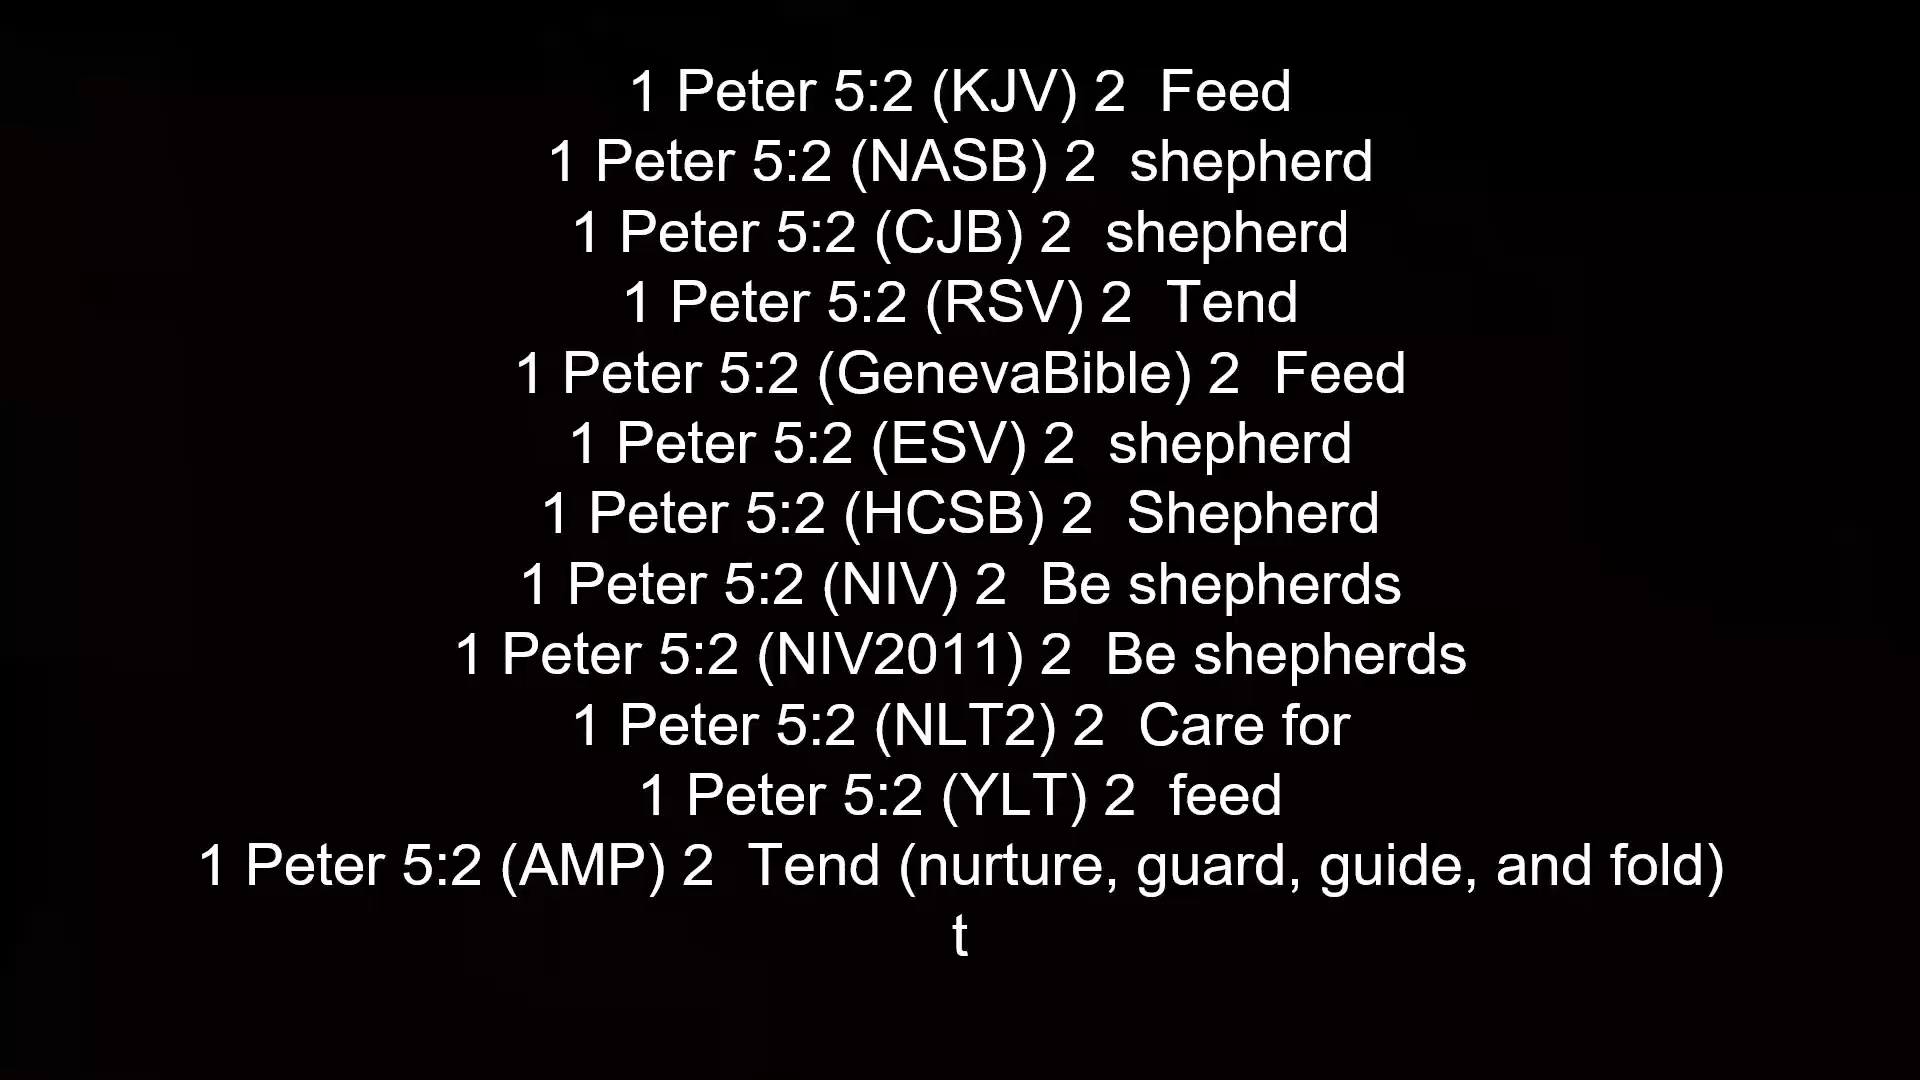 1 Peter 5:2 (KJV) 2  Feed
1 Peter 5:2 (NASB) 2  shepherd
1 Peter 5:2 (CJB) 2  shepherd
1 Peter 5:2 (RSV) 2  Tend
1 Peter 5:2 (GenevaBible) 2  Feed
1 Peter 5:2 (ESV) 2  shepherd
1 Peter 5:2 (HCSB) 2  Shepherd
1 Peter 5:2 (NIV) 2  Be shepherds
1 Peter 5:2 (NIV2011) 2  Be shepherds
1 Peter 5:2 (NLT2) 2  Care for
1 Peter 5:2 (YLT) 2  feed
1 Peter 5:2 (AMP) 2  Tend (nurture, guard, guide, and fold)
t